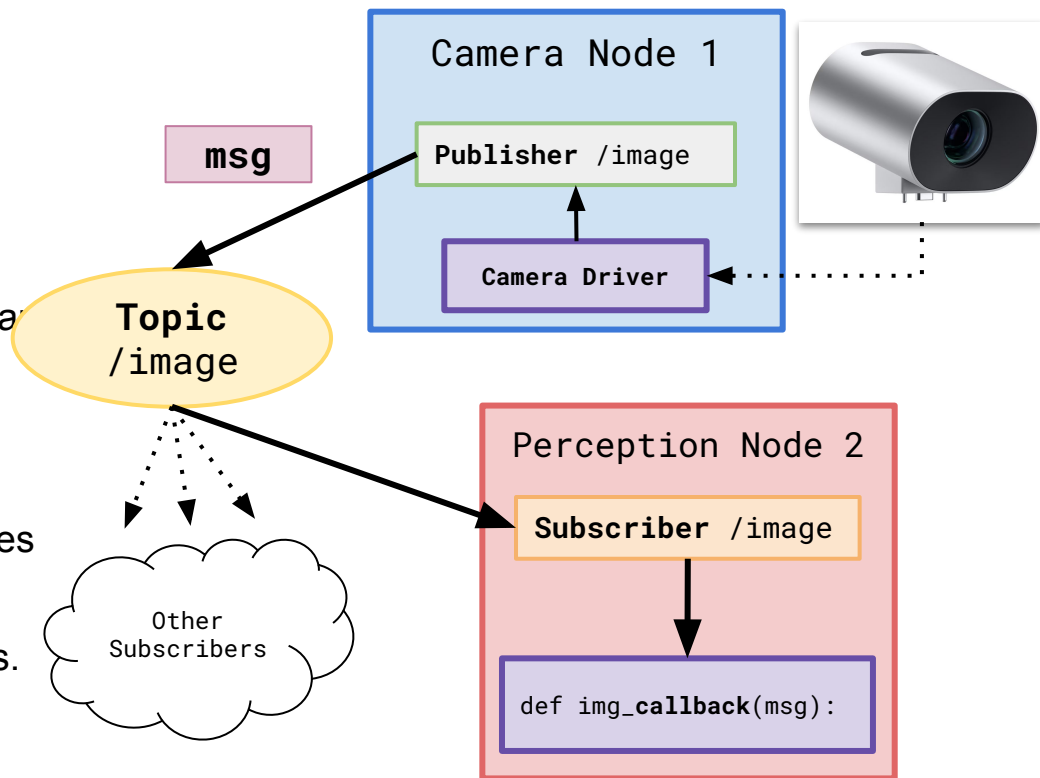 Camera Node 1
msg
Publisher /image
Camera Driver
Topic
/image
Perception Node 2
Subscriber /image
es
Other
Subscribers
s.
def img_callback(msg):